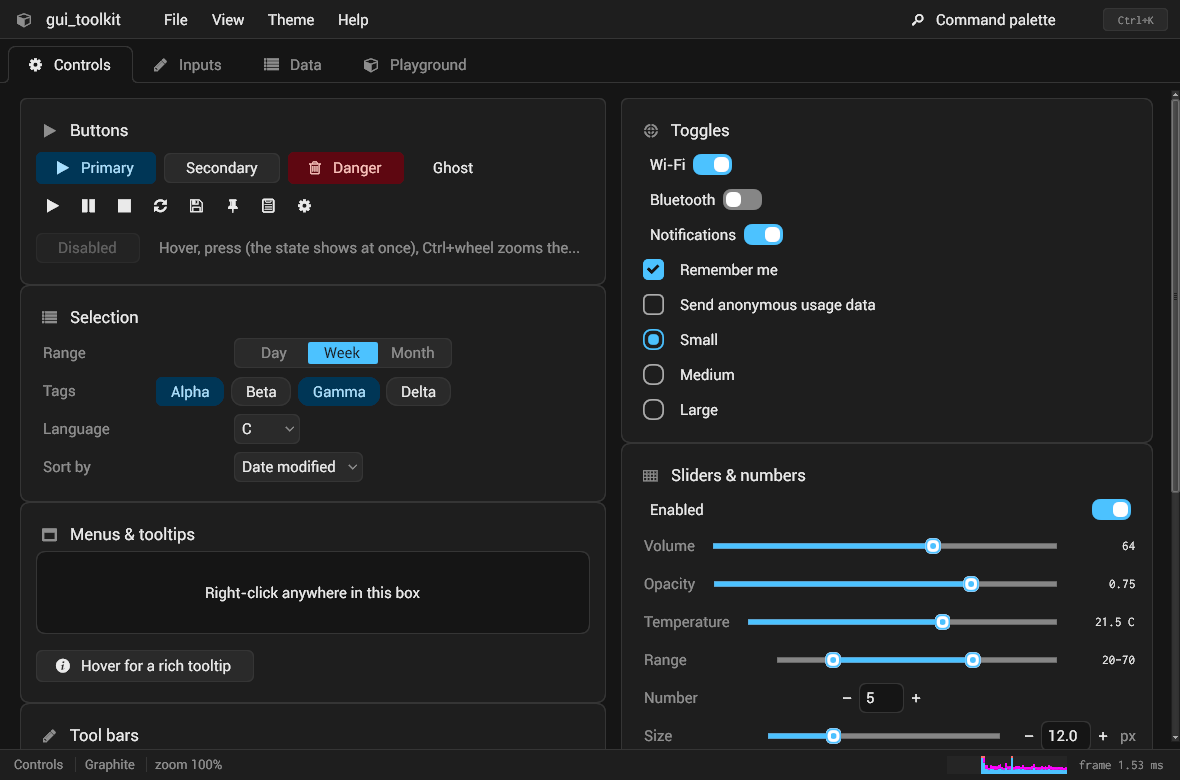 gui_toolkit File View Theme Help Command palette Ctrl+K
Controls Inputs Data Playground
Buttons
Primary Secondary Danger Ghost
Hover, press (the state shows at once), Ctrl+wheel zooms the...
Selection
Range Day Week Month
Tags Alpha Beta Gamma Delta
Language C
Sort by Date modified
Menus & tooltips
Right-click anywhere in this box
Hover for a rich tooltip
Tool bars
Toggles
Wi-Fi
Bluetooth
Notifications
Remember me
Send anonymous usage data
Small
Medium
Large
Sliders & numbers
Enabled
Volume 64
Opacity 0.75
Temperature 21.5 C
Range 20-70
Number − 5 +
Size − 12.0 + px
Controls Graphite zoom 100% frame 1.53 ms